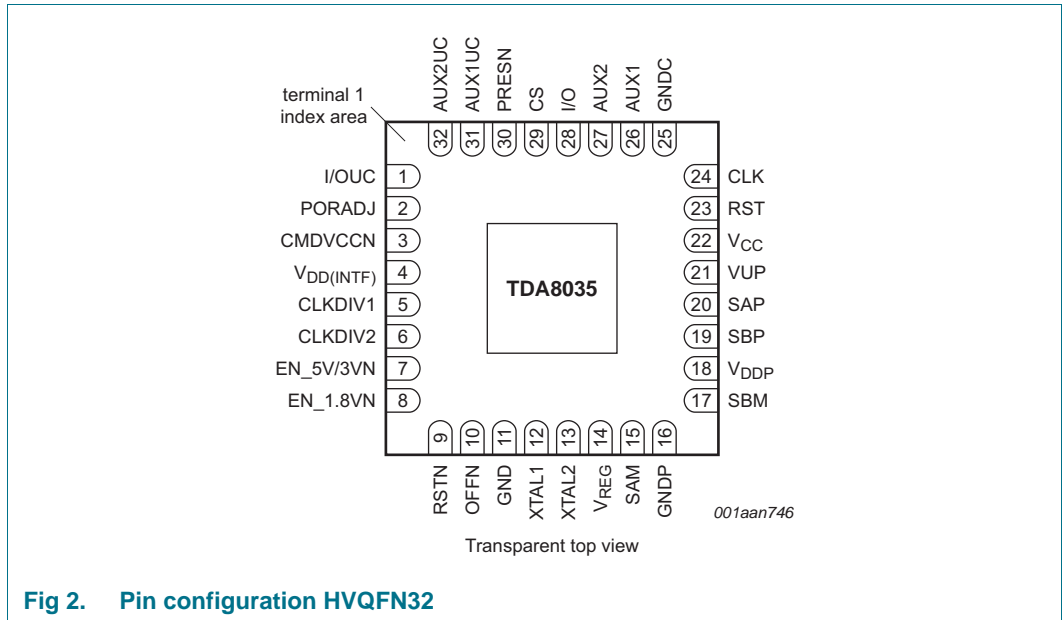 AUX2UC
AUX1UC
PRESN
CS
I/O
AUX2
AUX1
GNDC
terminal 1
index area
32
31
30
29
28
27
26
25
I/OUC 1
24 CLK
PORADJ 2
23 RST
CMDVCCN 3
22 VCC
VDD(INTF) 4
21 VUP
CLKDIV1 5
20 SAP
TDA8035
CLKDIV2 6
19 SBP
EN_5V/3VN 7
18 VDDP
EN_1.8VN 8
17 SBM
9
10
11
12
13
14
15
16
RSTN
OFFN
GND
XTAL1
XTAL2
VREG
SAM
GNDP
001aan746
Transparent top view
Fig 2. Pin configuration HVQFN32